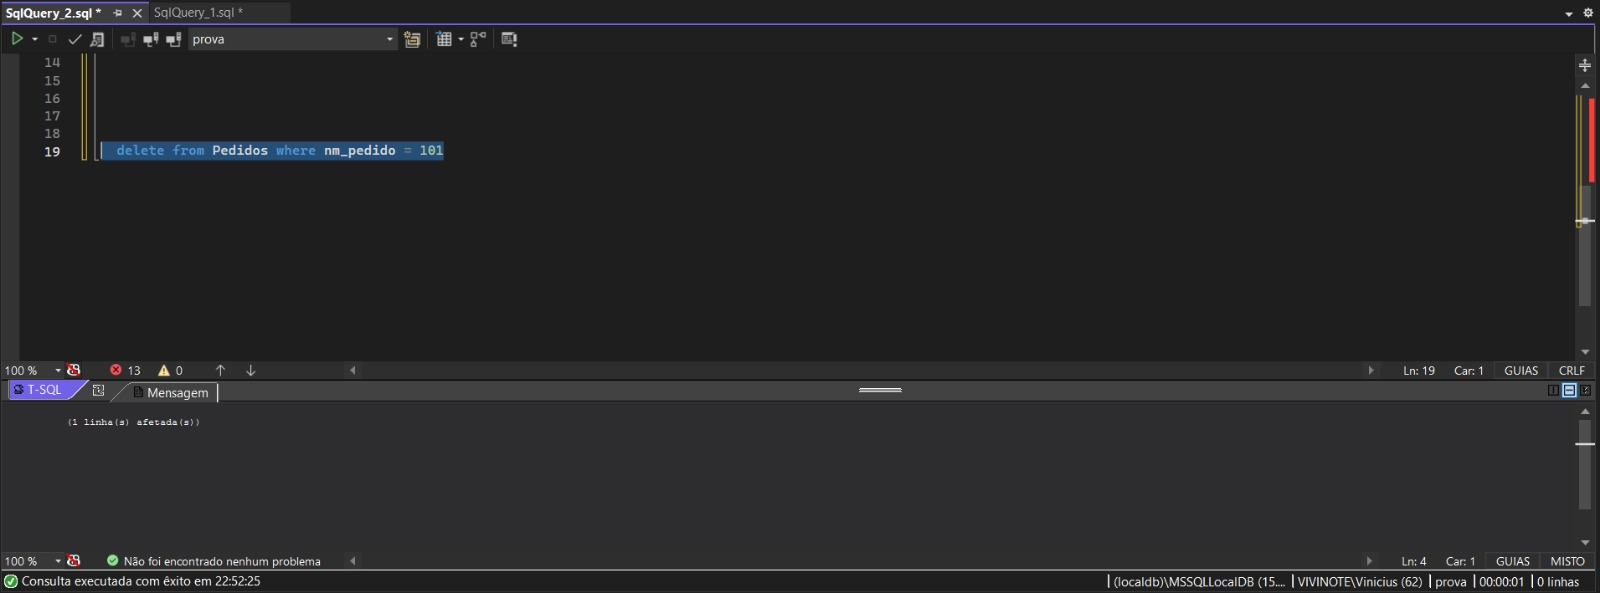 SqlQuery_2.sql * SqlQuery_1.sql *
prova
14
15
16
17
18
19 delete from Pedidos where nm_pedido = 101
100 % 13 0 Ln: 19 Car: 1 GUIAS CRLF
T-SQL Mensagem
(1 linha(s) afetada(s))
100 % Não foi encontrado nenhum problema Ln: 4 Car: 1 GUIAS MISTO
Consulta executada com êxito em 22:52:25 (localdb)\MSSQLLocalDB (15.... VIVINOTE\Vinicius (62) prova 00:00:01 0 linhas